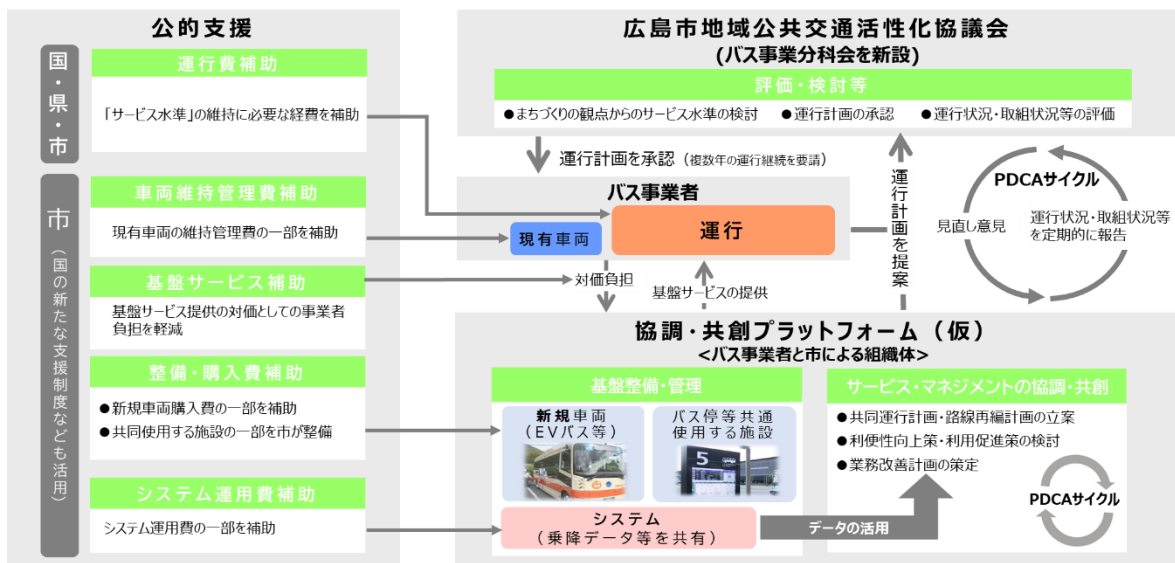 公的支援
国・県・市
運行費補助
「サービス水準」の維持に必要な経費を補助
市（国の新たな支援制度なども活用）
車両維持管理費補助
現有車両の維持管理費の一部を補助
基盤サービス補助
基盤サービス提供の対価としての事業者
負担を軽減
整備・購入費補助
●新規車両購入費の一部を補助
●共同使用する施設の一部を市が整備
システム運用費補助
システム運用費の一部を補助
広島市地域公共交通活性化協議会
(バス事業分科会を新設)
評価・検討等
●まちづくりの観点からのサービス水準の検討 ●運行計画の承認 ●運行状況・取組状況等の評価
運行計画を承認（複数年の運行継続を要請）
バス事業者
現有車両
運行
対価負担
基盤サービスの提供
運行計画を提案
PDCAサイクル
見直し意見
運行状況・取組状況等
を定期的に報告
協調・共創プラットフォーム（仮）
<バス事業者と市による組織体>
基盤整備・管理
新規車両
（EVバス等）
バス停等共通
使用する施設
5
システム
（乗降データ等を共有）
データの活用
サービス・マネジメントの協調・共創
●共同運行計画・路線再編計画の立案
●利便性向上策・利用促進策の検討
●業務改善計画の策定
PDCAサイクル